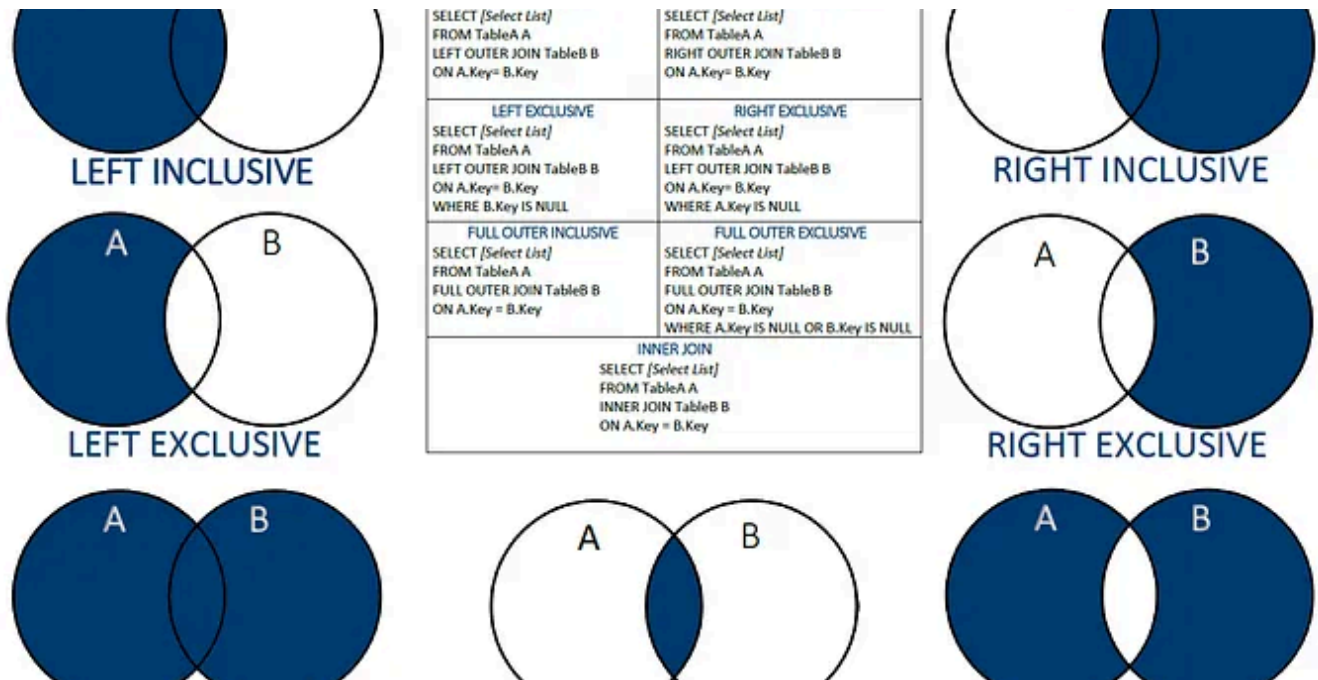 SELECT [Select List]
FROM TableA A
LEFT OUTER JOIN TableB B
ON A.Key= B.Key
SELECT [Select List]
FROM TableA A
RIGHT OUTER JOIN TableB B
ON A.Key= B.Key
LEFT EXCLUSIVE
SELECT [Select List]
FROM TableA A
LEFT OUTER JOIN TableB B
ON A.Key= B.Key
WHERE B.Key IS NULL
RIGHT EXCLUSIVE
SELECT [Select List]
FROM TableA A
LEFT OUTER JOIN TableB B
ON A.Key= B.Key
WHERE A.Key IS NULL
FULL OUTER INCLUSIVE
SELECT [Select List]
FROM TableA A
FULL OUTER JOIN TableB B
ON A.Key = B.Key
FULL OUTER EXCLUSIVE
SELECT [Select List]
FROM TableA A
FULL OUTER JOIN TableB B
ON A.Key = B.Key
WHERE A.Key IS NULL OR B.Key IS NULL
INNER JOIN
SELECT [Select List]
FROM TableA A
INNER JOIN TableB B
ON A.Key = B.Key
LEFT INCLUSIVE
RIGHT INCLUSIVE
A B
LEFT EXCLUSIVE
A B
RIGHT EXCLUSIVE
A B
A B
A B